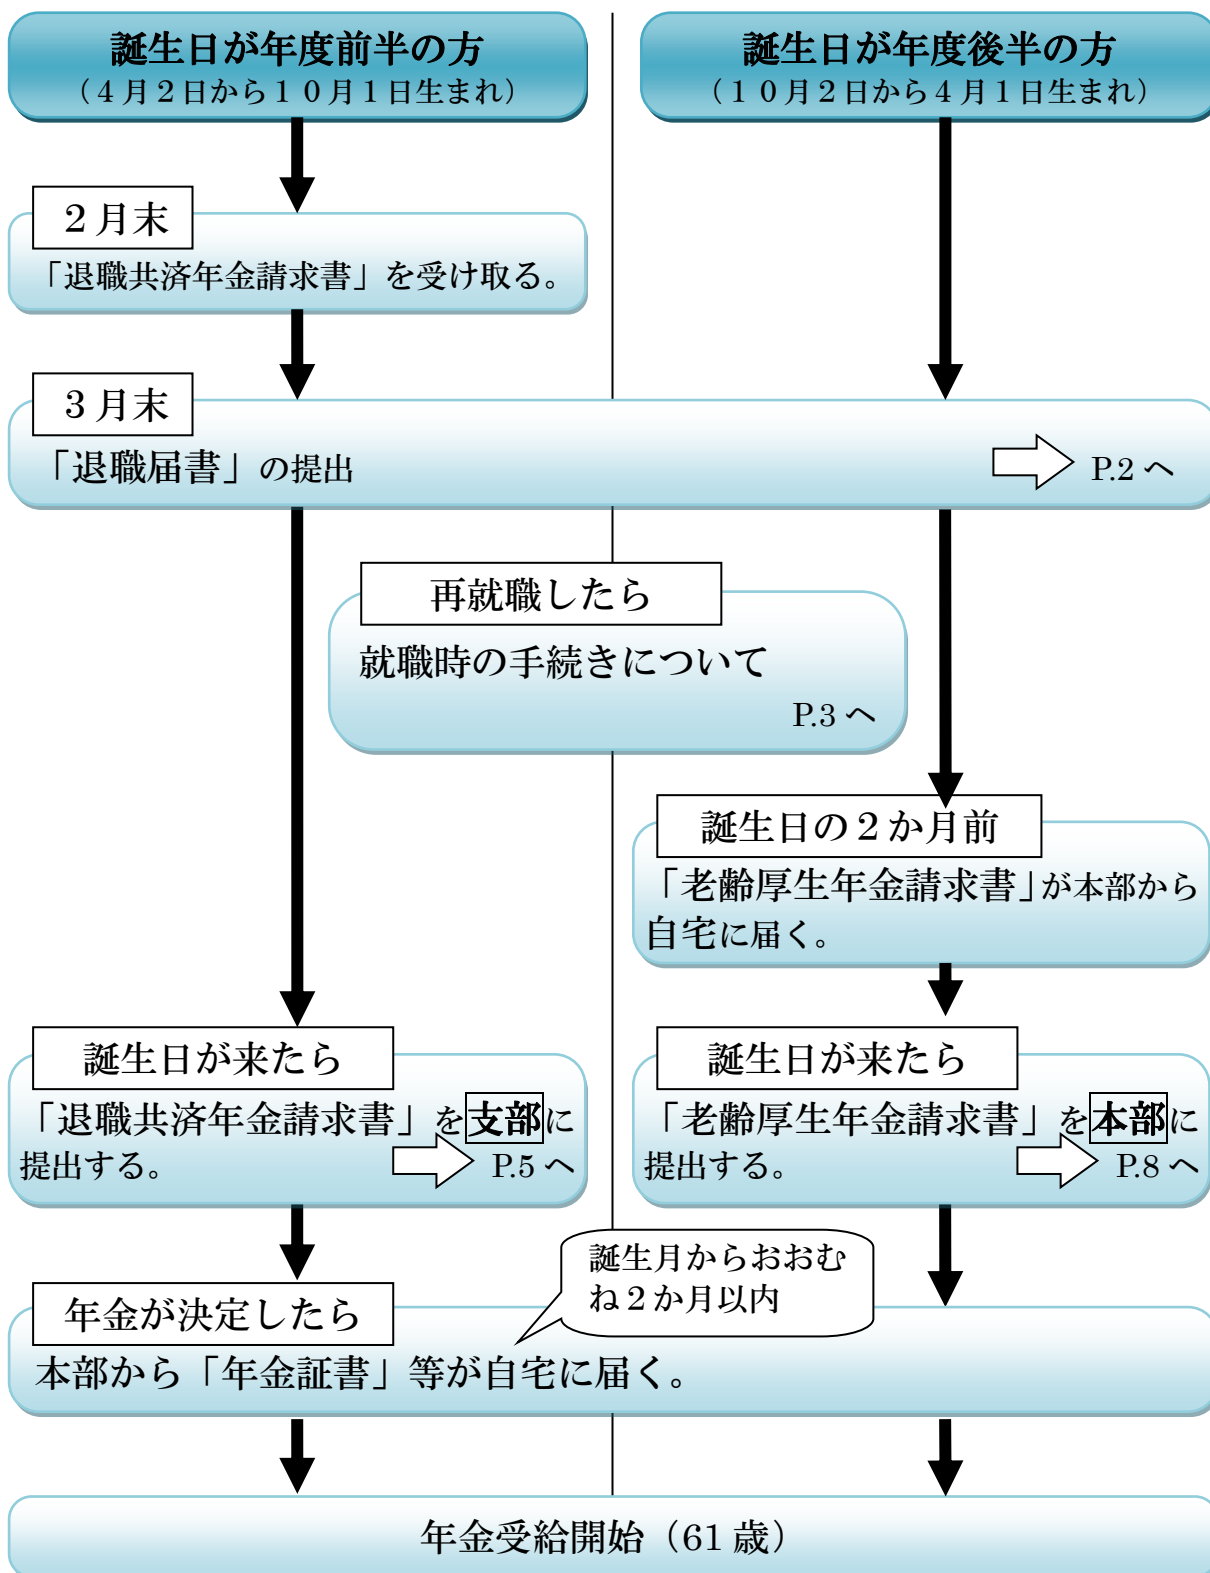 誕生日が年度前半の方
（４月２日から１０月１日生まれ）
誕生日が年度後半の方
（１０月２日から４月１日生まれ）
２月末
「退職共済年金請求書」を受け取る。
３月末
「退職届書」の提出
P.2 へ
再就職したら
就職時の手続きについて
P.3 へ
誕生日の２か月前
「老齢厚生年金請求書」が本部から
自宅に届く。
誕生日が来たら
「退職共済年金請求書」を支部に
提出する。 P.5 へ
誕生日が来たら
「老齢厚生年金請求書」を本部に
提出する。 P.8 へ
誕生月からおおむ
ね２か月以内
年金が決定したら
本部から「年金証書」等が自宅に届く。
年金受給開始（61 歳）